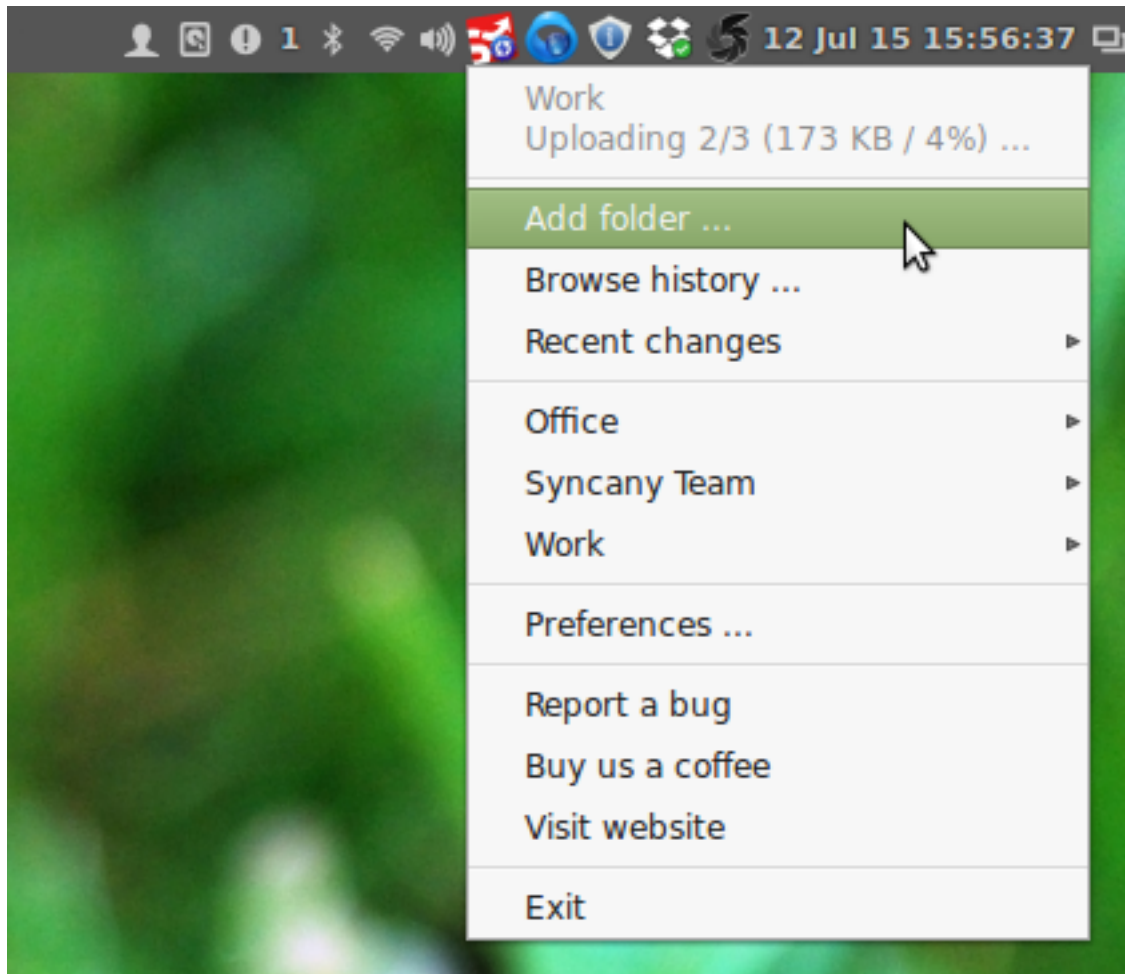 1 12 Jul 15 15:56:37
Work
Uploading 2/3 (173 KB / 4%) ...
Add folder ...
Browse history ...
Recent changes
Office
Syncany Team
Work
Preferences ...
Report a bug
Buy us a coffee
Visit website
Exit